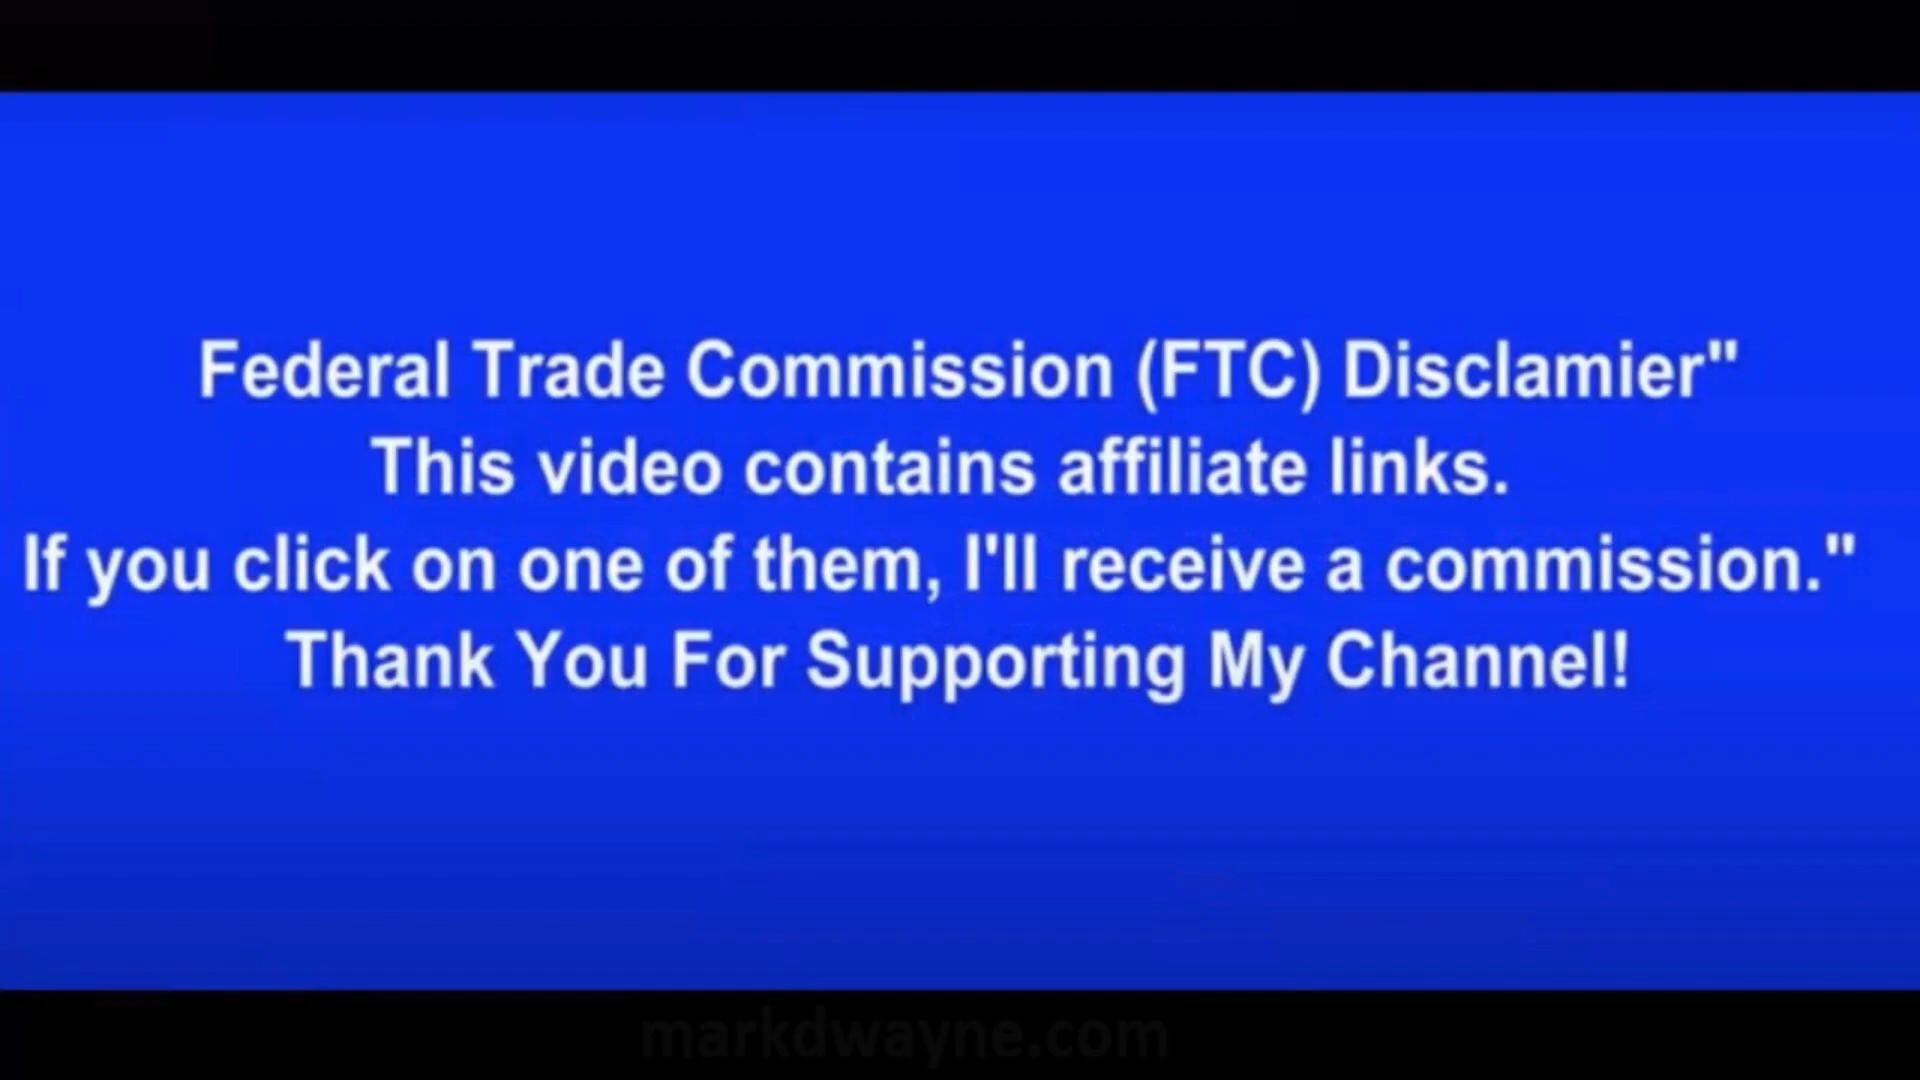 Federal Trade Commission (FTC) Disclamier"
This video contains affiliate links.
If you click on one of them, I'll receive a commission."
Thank You For Supporting My Channel!
markdwayne.com